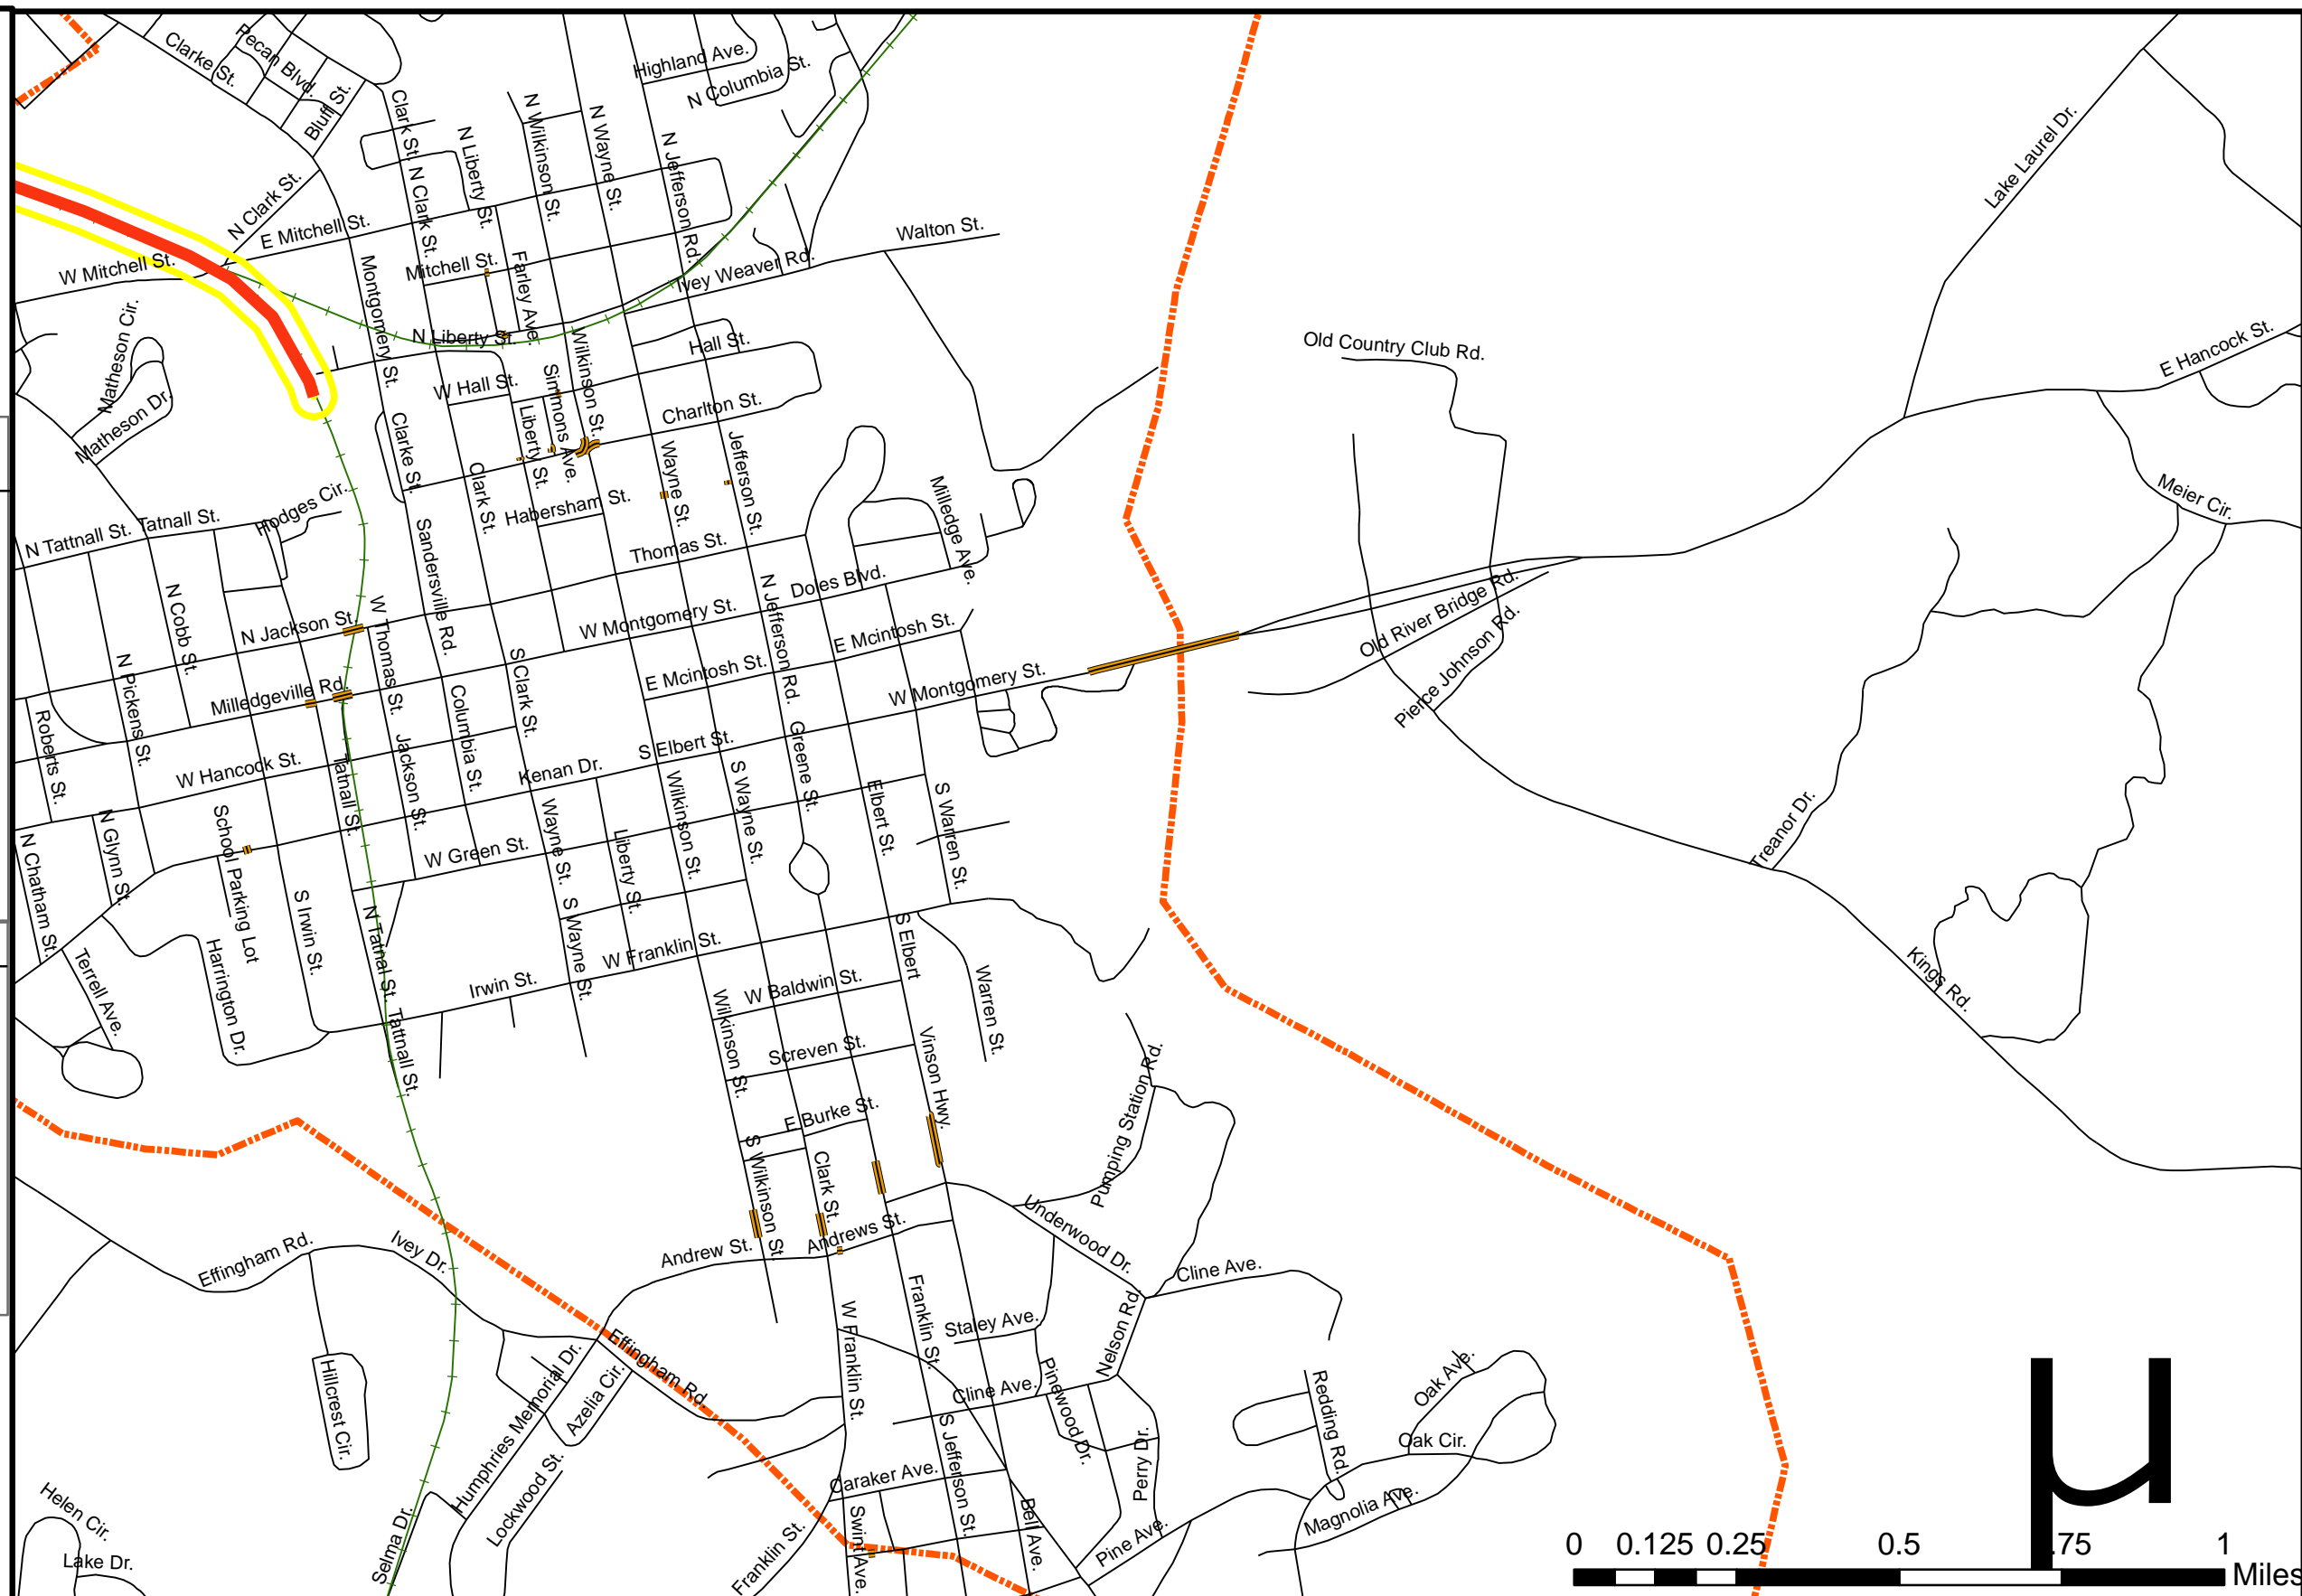 Clarke St.
Pecan Blvd.
Bluff St.
Highland Ave.
N Columbia St.
Clark St.
N Liberty St.
N Wilkinson St.
N Wayne St.
N Jefferson Rd.
N Clark St.
N Clark St.
E Mitchell St.
W Mitchell St.
Mitchell St.
Farley Ave.
Ivey Weaver Rd.
Walton St.
Lake Laurel Dr.
Matheson Cir.
Matheson Dr.
Montgomery St.
N Liberty St.
W Hall St.
Simmons Ave.
Wilkinson St.
Hall St.
Charlton St.
Old Country Club Rd.
E Hancock St.
Clarke St.
Clark St.
Liberty St.
Habersham St.
Wayne St.
Jefferson St.
Milledge Ave.
Meier Cir.
Hodges Cir.
N Tattnall St.
Tatnall St.
Sandersville Rd.
Thomas St.
Doles Blvd.
N Cobb St.
N Jackson St.
W Thomas St.
W Montgomery St.
N Jefferson Rd.
E Mcintosh St.
E Mcintosh St.
Old River Bridge Rd.
Pierce Johnson Rd.
N Pickens St.
Milledgeville Rd.
S Clark St.
Columbia St.
W Montgomery St.
Roberts St.
W Hancock St.
Tatnall St.
Jackson St.
Kenan Dr.
S Elbert St.
Greene St.
Wilkinson St.
S Wayne St.
Elbert St.
S Warren St.
Treanor Dr.
N Chatham St.
N Glynn St.
School Parking Lot
W Green St.
Wayne St.
Liberty St.
S Irwin St.
N Tatnal St.
S Wayne St.
W Franklin St.
S Elbert
Kings Rd.
Terrell Ave.
Harrington Dr.
Irwin St.
W Baldwin St.
Warren St.
Tattnall St.
Wilkinson St.
Screven St.
Vinson Hwy.
Pumping Station Rd.
E Burke St.
S Wilkinson St.
Clark St.
Andrew St.
Andrews St.
Underwood Dr.
Effingham Rd.
Ivey Dr.
Cline Ave.
Franklin St.
Staley Ave.
Nelson Rd.
W Franklin St.
Effingham Rd.
Hillcrest Cir.
Humphries Memorial Dr.
Azelia Cir.
Cline Ave.
Pinewood Dr.
Redding Rd.
Oak Ave.
Oak Cir.
Perry Dr.
S Jefferson St.
Caraker Ave.
Lockwood St.
Magnolia Ave.
Helen Cir.
Lake Dr.
Selma Dr.
Franklin St.
Swint Ave.
Bell Ave.
Pine Ave.
µ
0 0.125 0.25 0.5 .75 1
Miles